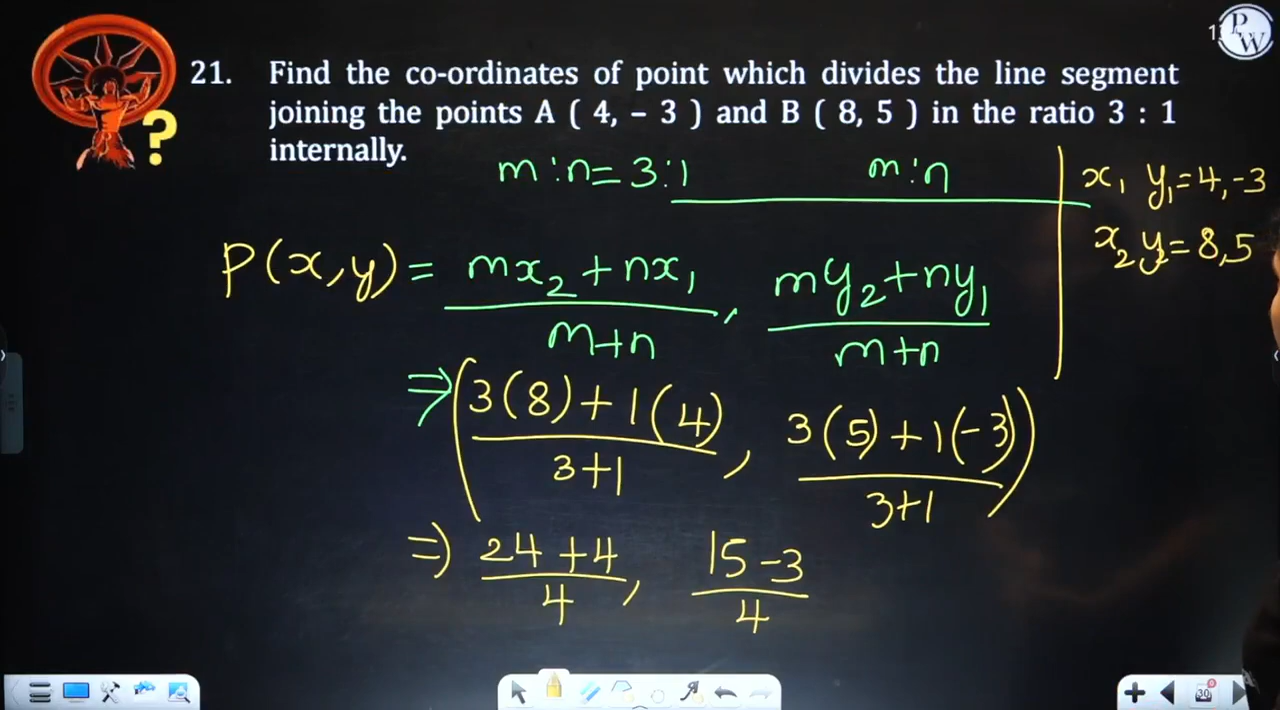 PW
21. Find the co-ordinates of point which divides the line segment
joining the points A ( 4, – 3 ) and B ( 8, 5 ) in the ratio 3 : 1
internally.
?
m:n=3:1
m:n
x₁ y₁=4,-3
x₂ y₂=8,5
P(x,y)= (mx₂+nx₁)/(m+n), (my₂+ny₁)/(m+n)
⇒((3(8)+1(4))/(3+1), (3(5)+1(-3))/(3+1))
⇒ (24+4)/4, (15-3)/4
30